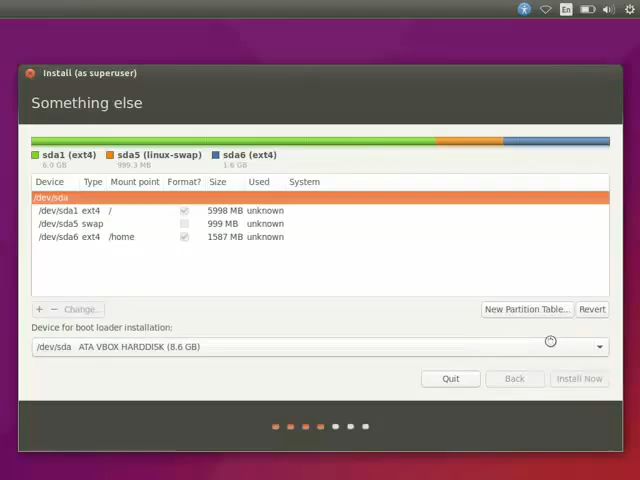 En
Install (as superuser)
Something else
sda1 (ext4) sda5 (linux-swap) sda6 (ext4)
6.0 GB 999.3 MB 1.6 GB
Device Type Mount point Format? Size Used System
/dev/sda
/dev/sda1 ext4 / 5998 MB unknown
/dev/sda5 swap 999 MB unknown
/dev/sda6 ext4 /home 1587 MB unknown
+ − Change... New Partition Table... Revert
Device for boot loader installation:
/dev/sda ATA VBOX HARDDISK (8.6 GB)
Quit Back Install Now